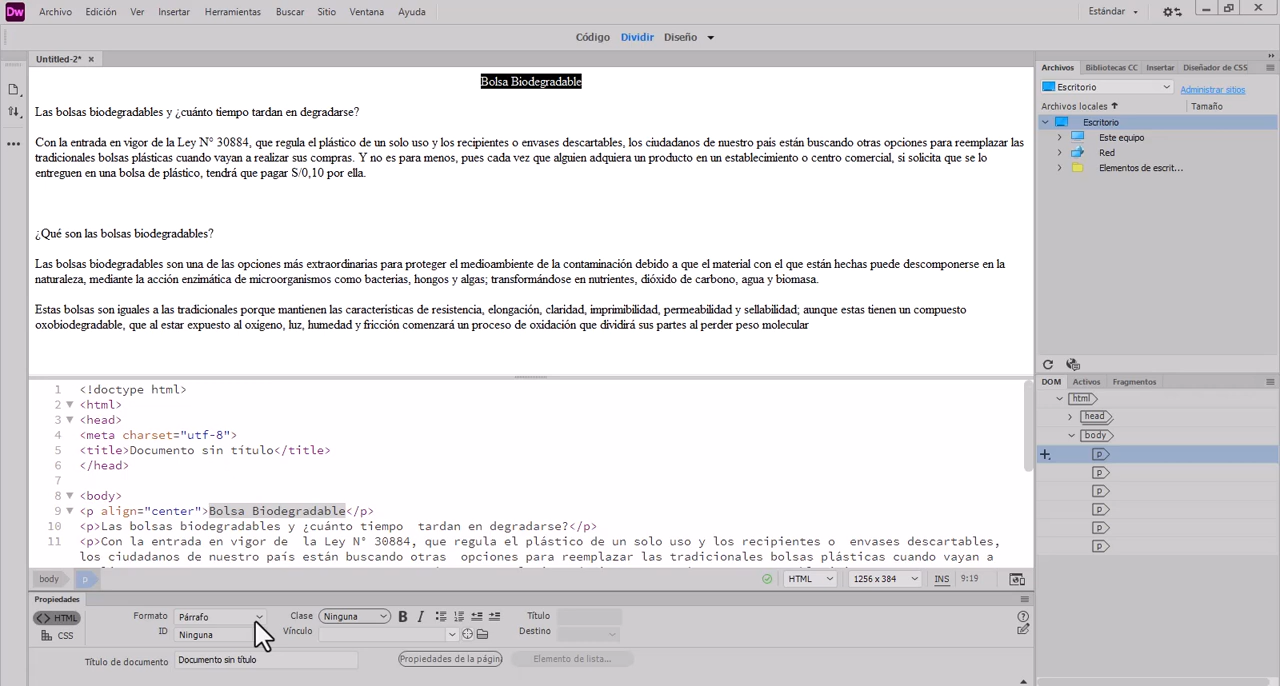 Dw Archivo Edición Ver Insertar Herramientas Buscar Sitio Ventana Ayuda Estándar
Código Dividir Diseño
Untitled-2* ×
Bolsa Biodegradable
Las bolsas biodegradables y ¿cuánto tiempo tardan en degradarse?
Con la entrada en vigor de la Ley N° 30884, que regula el plástico de un solo uso y los recipientes o envases descartables, los ciudadanos de nuestro país están buscando otras opciones para reemplazar las
tradicionales bolsas plásticas cuando vayan a realizar sus compras. Y no es para menos, pues cada vez que alguien adquiera un producto en un establecimiento o centro comercial, si solicita que se lo
entreguen en una bolsa de plástico, tendrá que pagar S/0,10 por ella.
¿Qué son las bolsas biodegradables?
Las bolsas biodegradables son una de las opciones más extraordinarias para proteger el medioambiente de la contaminación debido a que el material con el que están hechas puede descomponerse en la
naturaleza, mediante la acción enzimática de microorganismos como bacterias, hongos y algas; transformándose en nutrientes, dióxido de carbono, agua y biomasa.
Estas bolsas son iguales a las tradicionales porque mantienen las características de resistencia, elongación, claridad, imprimibilidad, permeabilidad y sellabilidad; aunque estas tienen un compuesto
oxobiodegradable, que al estar expuesto al oxigeno, luz, humedad y fricción comenzará un proceso de oxidación que dividirá sus partes al perder peso molecular
1 <!doctype html>
2 <html>
3 <head>
4 <meta charset="utf-8">
5 <title>Documento sin título</title>
6 </head>
7
8 <body>
9 <p align="center">Bolsa Biodegradable</p>
10 <p>Las bolsas biodegradables y ¿cuánto tiempo  tardan en degradarse?</p>
11 <p>Con la entrada en vigor de  la Ley N° 30884, que regula el plástico de un solo uso y los recipientes o  envases descartables,
los ciudadanos de nuestro país están buscando otras  opciones para reemplazar las tradicionales bolsas plásticas cuando vayan a
body p HTML 1256 x 384 INS 9:19
Propiedades
HTML Formato Párrafo Clase Ninguna B I Título
CSS ID Ninguna Vínculo Destino
Título de documento Documento sin título Propiedades de la págin Elemento de lista...
Archivos Bibliotecas CC Insertar Diseñador de CSS
Escritorio Administrar sitios
Archivos locales Tamaño
Escritorio
Este equipo
Red
Elementos de escrit...
DOM Activos Fragmentos
html
head
body
p
p
p
p
p
p